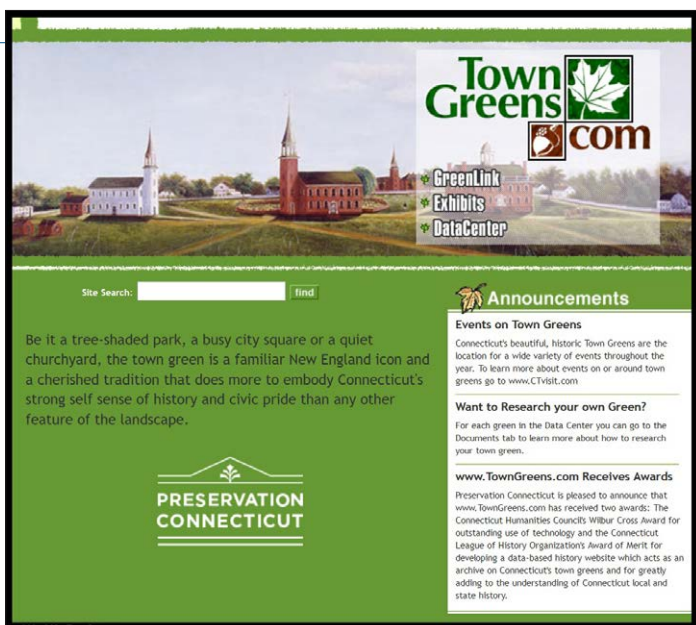 Town
Greens
com
GreenLink
Exhibits
DataCenter
Site Search:
find
Be it a tree-shaded park, a busy city square or a quiet
churchyard, the town green is a familiar New England icon and
a cherished tradition that does more to embody Connecticut's
strong self sense of history and civic pride than any other
feature of the landscape.
PRESERVATION
CONNECTICUT
Announcements
Events on Town Greens
Connecticut's beautiful, historic Town Greens are the
location for a wide variety of events throughout the
year. To learn more about events on or around town
greens go to www.CTvisit.com
Want to Research your own Green?
For each green in the Data Center you can go to the
Documents tab to learn more about how to research
your town green.
www.TownGreens.com Receives Awards
Preservation Connecticut is pleased to announce that
www.TownGreens.com has received two awards: The
Connecticut Humanities Council's Wilbur Cross Award for
outstanding use of technology and the Connecticut
League of History Organization's Award of Merit for
developing a data-based history website which acts as an
archive on Connecticut's town greens and for greatly
adding to the understanding of Connecticut local and
state history.